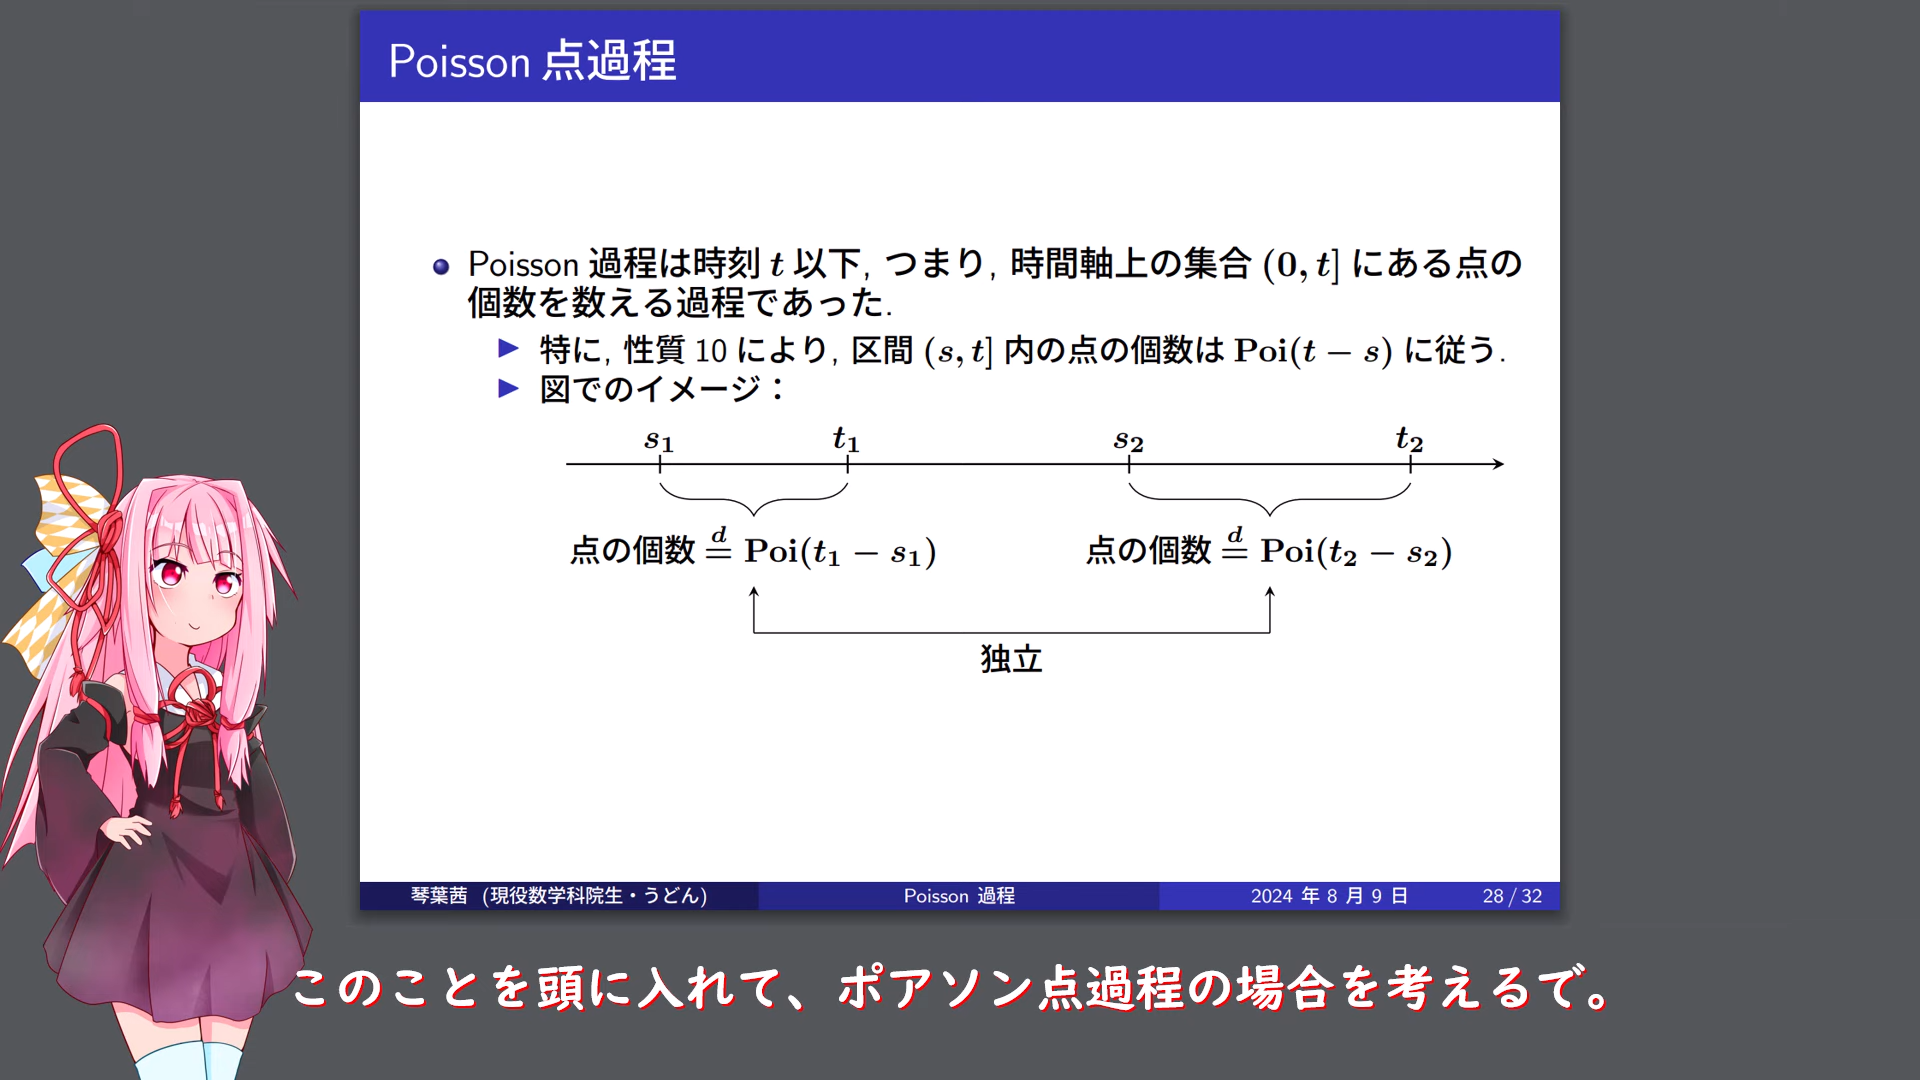 Poisson 点過程
Poisson 過程は時刻 t 以下, つまり, 時間軸上の集合 (0, t] にある点の
個数を数える過程であった.
特に, 性質 10 により, 区間 (s, t] 内の点の個数は Poi(t − s) に従う.
図でのイメージ：
s₁ t₁ s₂ t₂
点の個数 d= Poi(t₁ − s₁) 点の個数 d= Poi(t₂ − s₂)
独立
琴葉茜 (現役数学科院生・うどん) Poisson 過程 2024 年 8 月 9 日 28 / 32
このことを頭に入れて、ポアソン点過程の場合を考えるで。